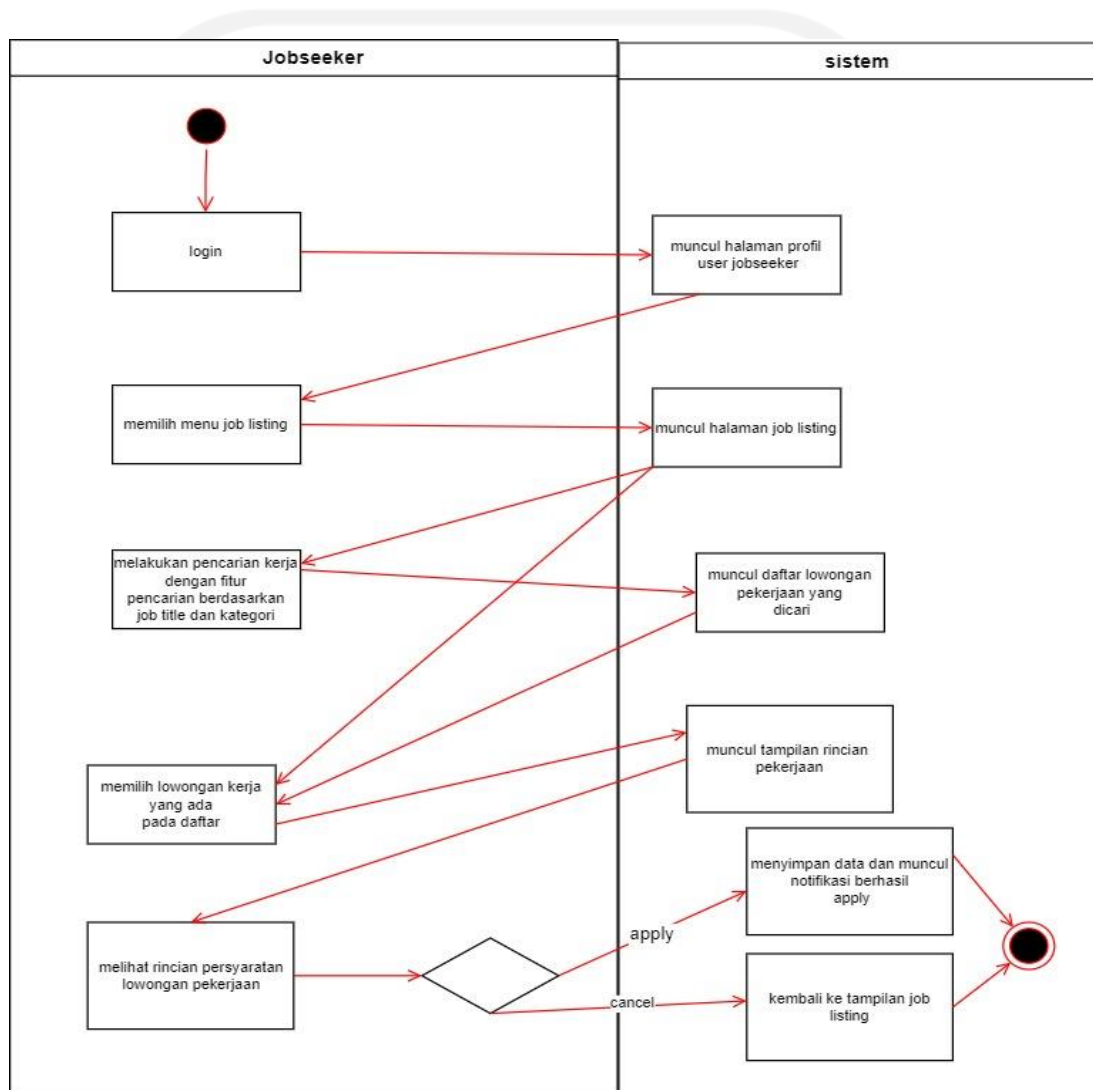 Jobseeker
sistem
login
muncul halaman profil
user jobseeker
memilih menu job listing
muncul halaman job listing
melakukan pencarian kerja
dengan fitur
pencarian berdasarkan
job title dan kategori
muncul daftar lowongan
pekerjaan yang
dicari
memilih lowongan kerja
yang ada
pada daftar
muncul tampilan rincian
pekerjaan
melihat rincian persyaratan
lowongan pekerjaan
apply
cancel
menyimpan data dan muncul
notifikasi berhasil
apply
kembali ke tampilan job
listing